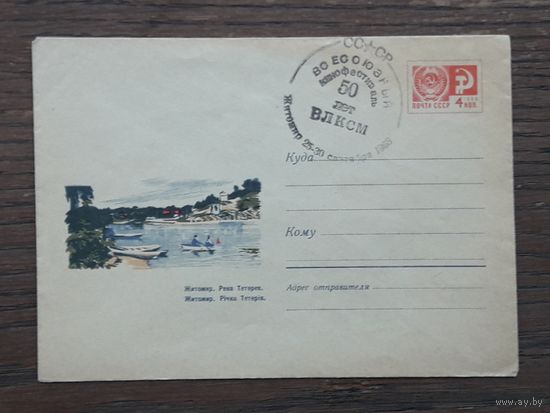 СССР
ВСЕСОЮЗНЫЙ
кинофестиваль
50
лет
ВЛКСМ
Житомир 25-30 сентября 1968
ПОЧТА СССР
4 коп.
Куда
Кому
Адрес отправителя
Житомир. Река Тетерев.
Житомир. Річка Тетерів.
www.ay.by